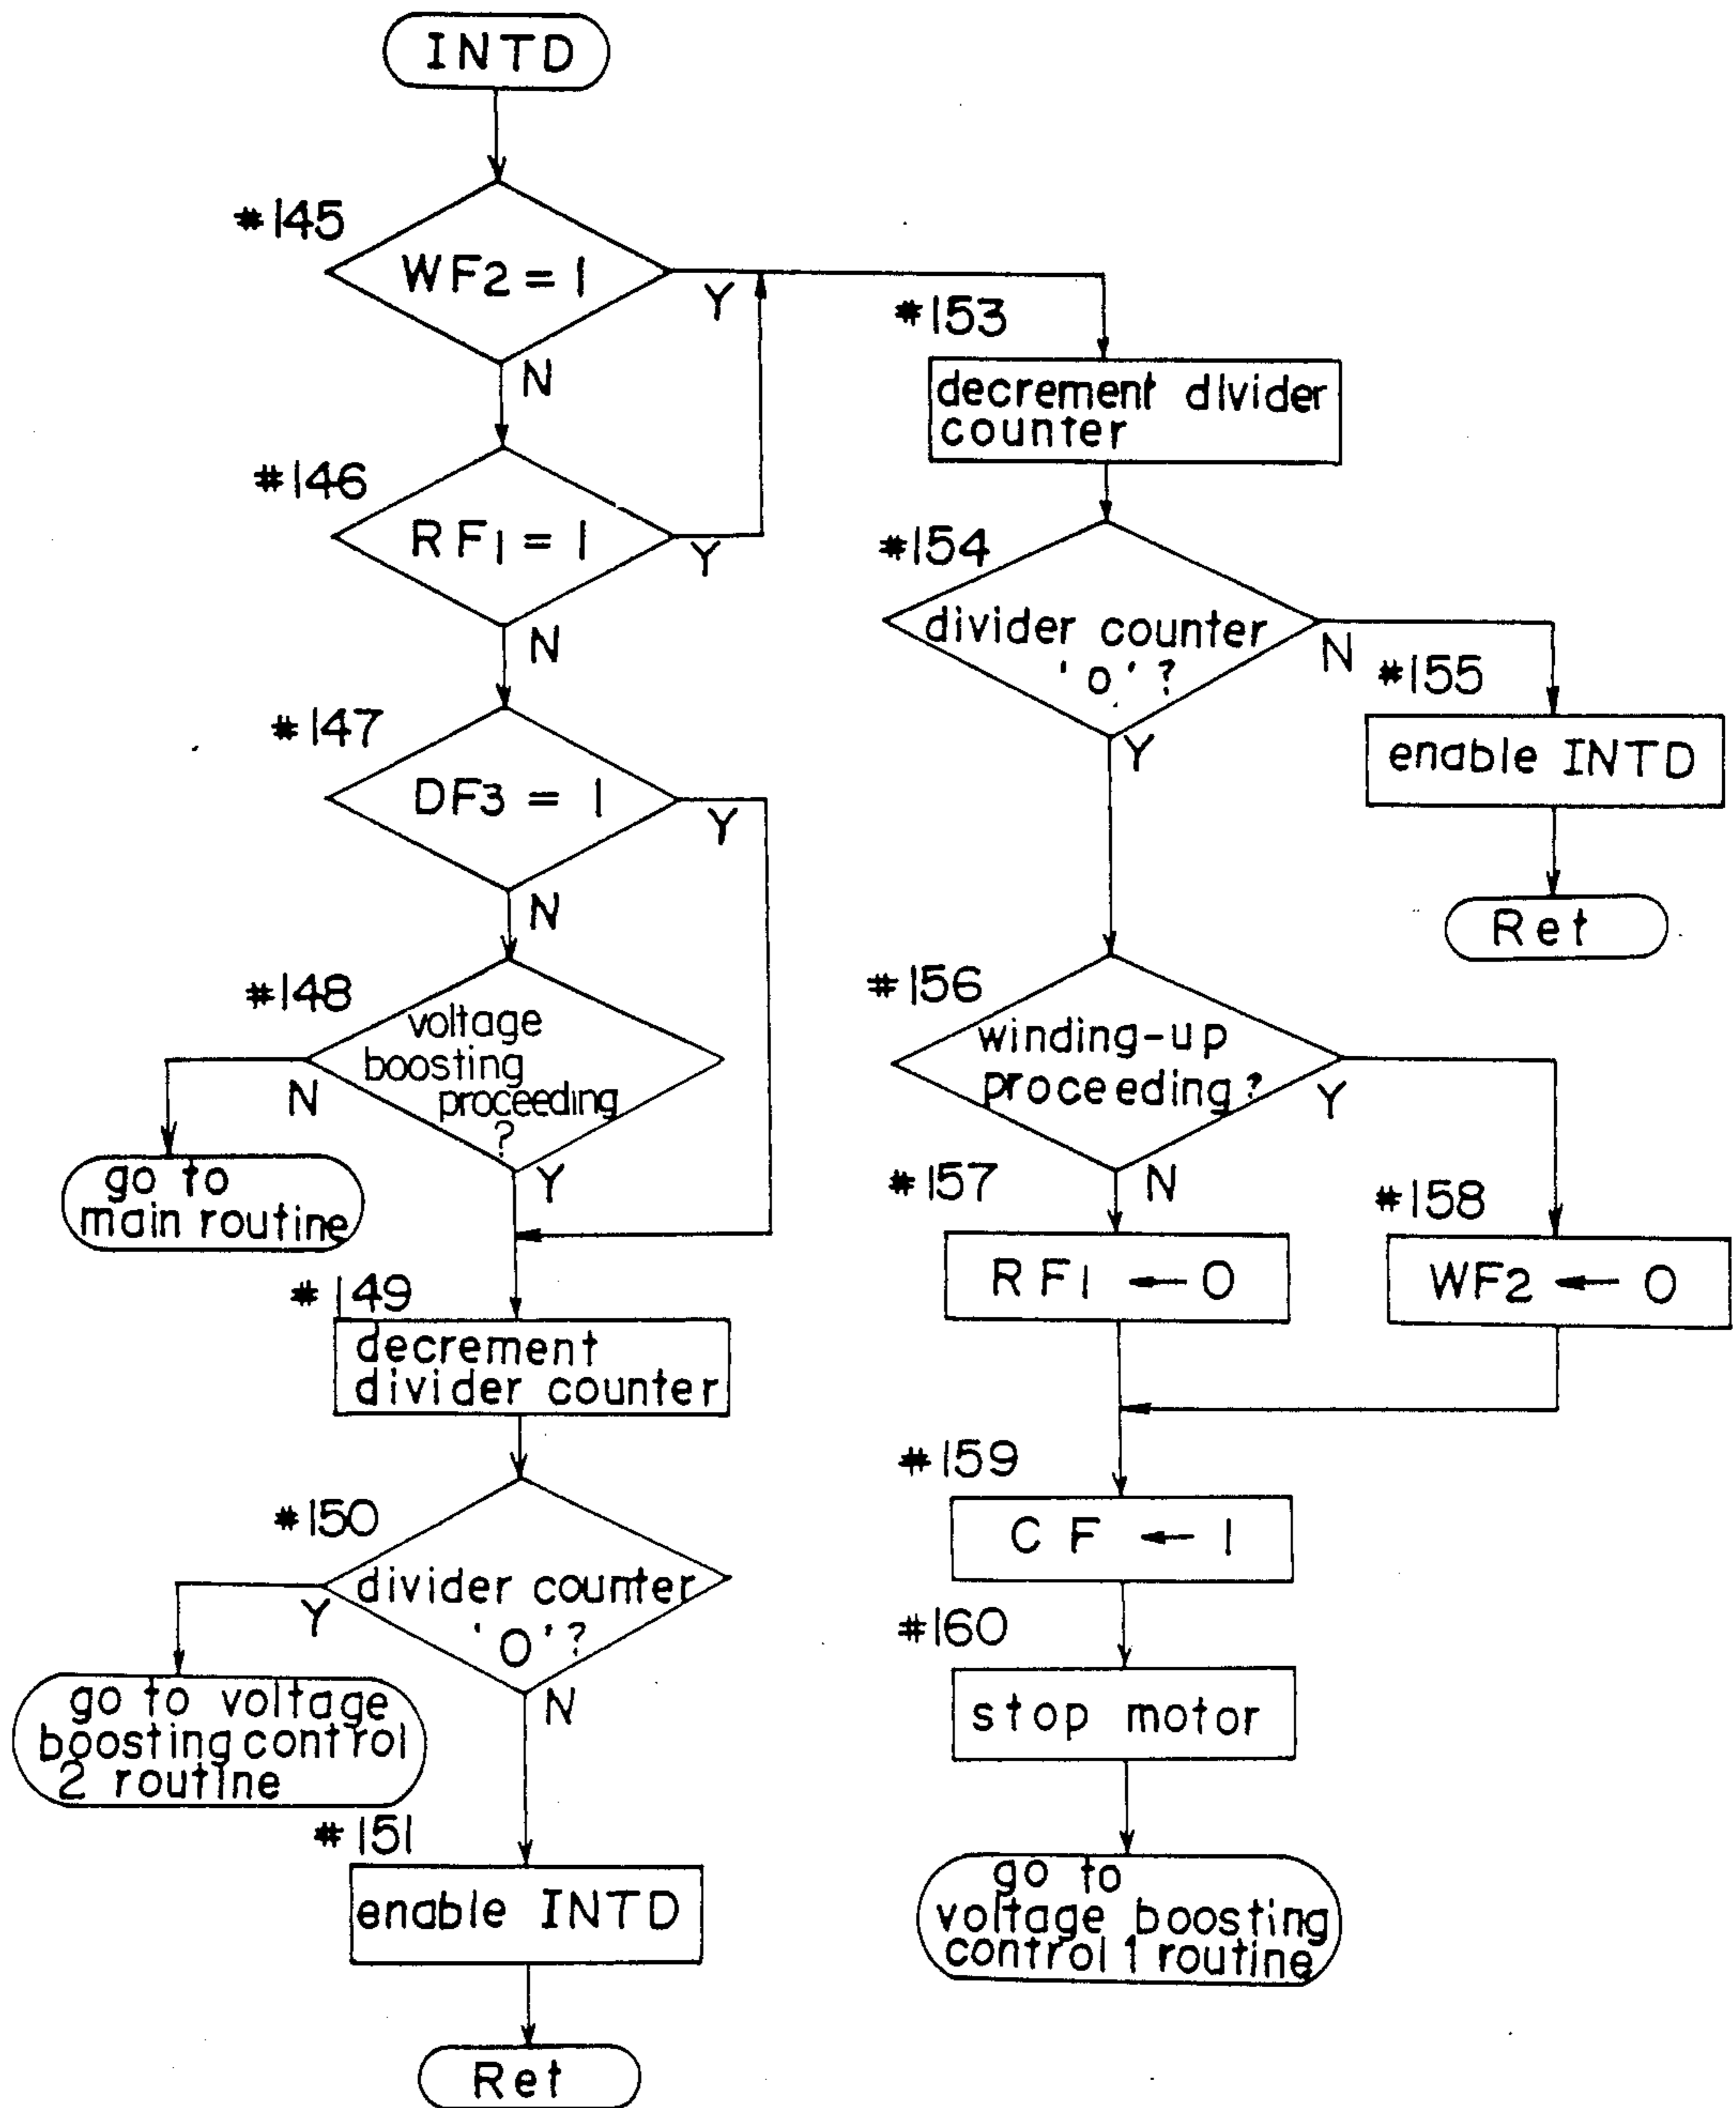 INTD
#145
WF2 = 1
Y
N
#146
RF1 = 1
Y
N
#147
DF3 = 1
Y
N
#148
voltage
boosting
proceeding
?
N
Y
go to
main routine
#149
decrement
divider counter
#150
divider counter
'0'?
Y
N
go to voltage
boosting control
2 routine
#151
enable INTD
Ret
#153
decrement divider
counter
#154
divider counter
'0'?
N
Y
#155
enable INTD
Ret
#156
winding-up
proceeding?
Y
N
#157
RF1 ← 0
#158
WF2 ← 0
#159
CF ← 1
#160
stop motor
go to
voltage boosting
control 1 routine